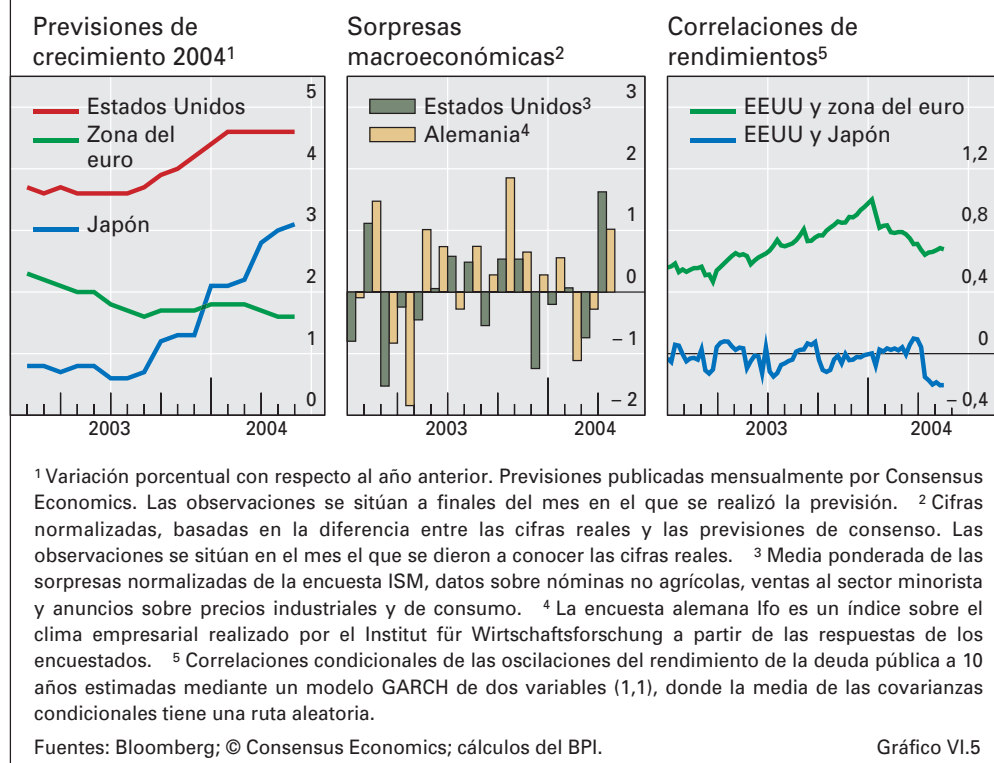 Previsiones de
crecimiento 2004¹
Estados Unidos
Zona del
euro
Japón
5
4
3
2
1
0
2003
2004
Sorpresas
macroeconómicas²
Estados Unidos³
Alemania⁴
3
2
1
0
– 1
– 2
2003
2004
Correlaciones de
rendimientos⁵
EEUU y zona del euro
EEUU y Japón
1,2
0,8
0,4
0
– 0,4
2003
2004
¹ Variación porcentual con respecto al año anterior. Previsiones publicadas mensualmente por Consensus
Economics. Las observaciones se sitúan a finales del mes en el que se realizó la previsión. ² Cifras
normalizadas, basadas en la diferencia entre las cifras reales y las previsiones de consenso. Las
observaciones se sitúan en el mes el que se dieron a conocer las cifras reales. ³ Media ponderada de las
sorpresas normalizadas de la encuesta ISM, datos sobre nóminas no agrícolas, ventas al sector minorista
y anuncios sobre precios industriales y de consumo. ⁴ La encuesta alemana Ifo es un índice sobre el
clima empresarial realizado por el Institut für Wirtschaftsforschung a partir de las respuestas de los
encuestados. ⁵ Correlaciones condicionales de las oscilaciones del rendimiento de la deuda pública a 10
años estimadas mediante un modelo GARCH de dos variables (1,1), donde la media de las covarianzas
condicionales tiene una ruta aleatoria.
Fuentes: Bloomberg; © Consensus Economics; cálculos del BPI. Gráfico VI.5